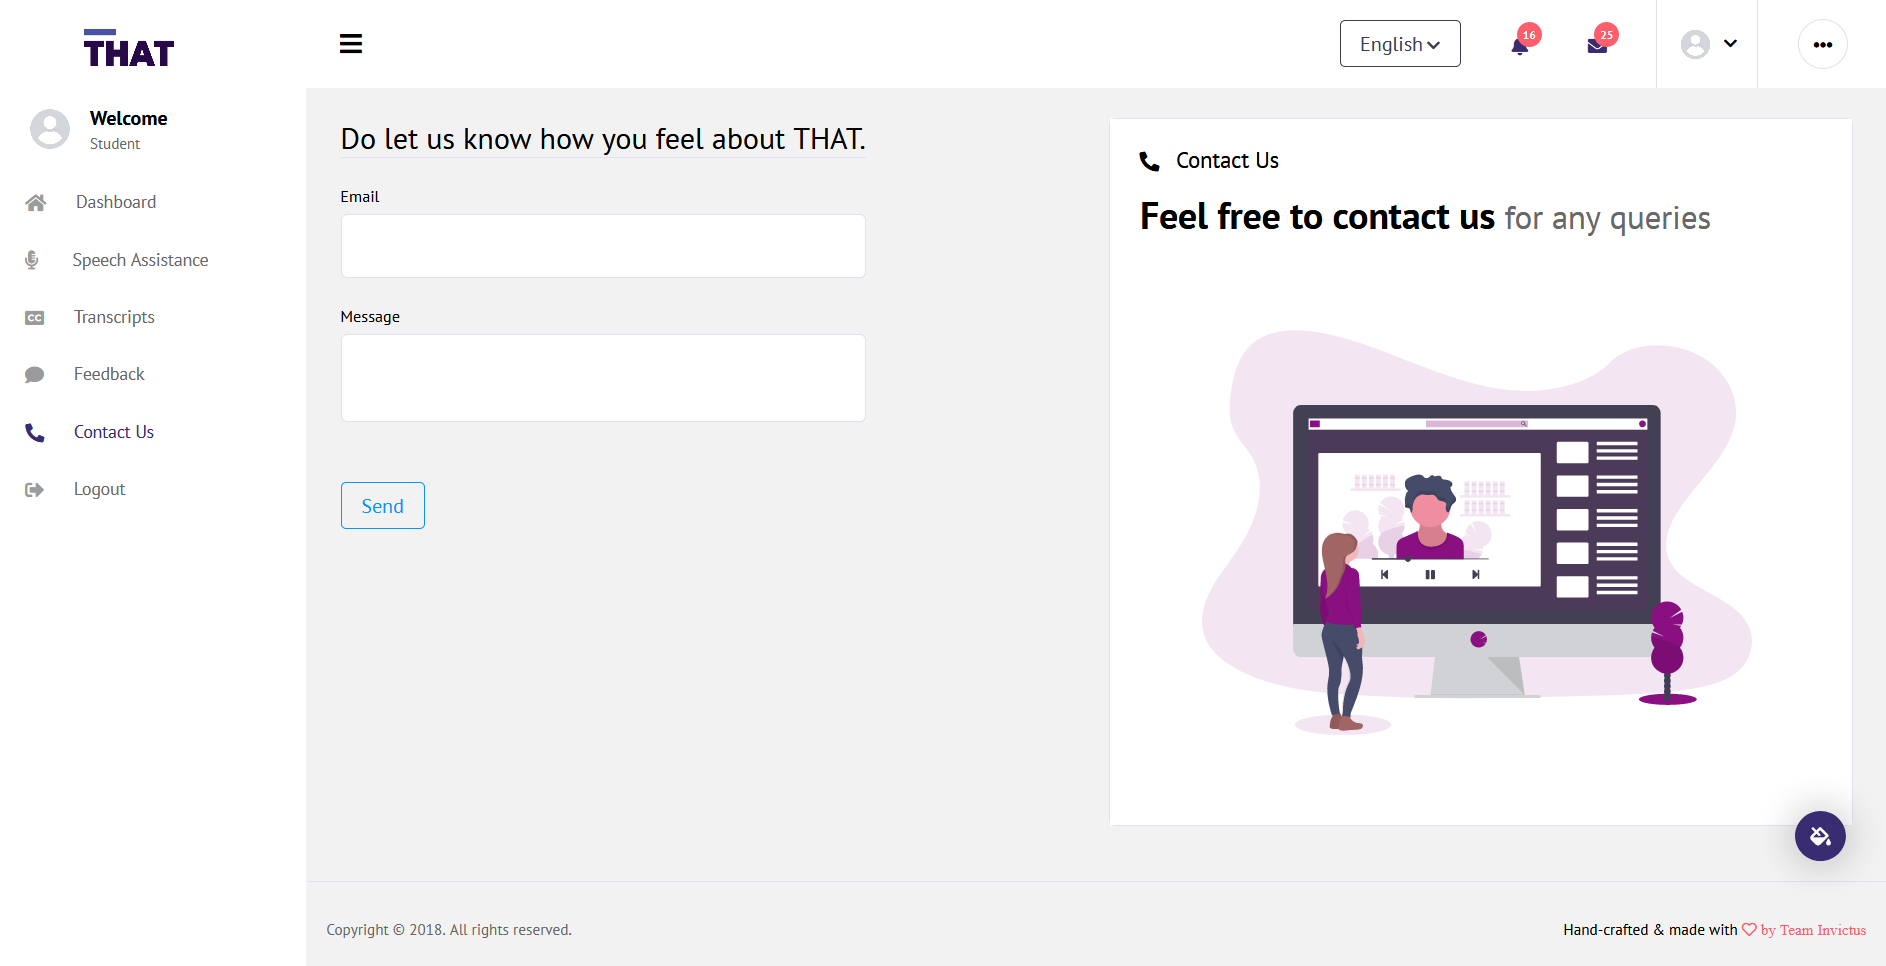 THAT
English
16
25
Welcome
Student
Dashboard
Speech Assistance
CC
Transcripts
Feedback
Contact Us
Logout
Do let us know how you feel about THAT.
Email
Message
Send
Contact Us
Feel free to contact us for any queries
Copyright © 2018. All rights reserved.
Hand-crafted & made with by Team Invictus